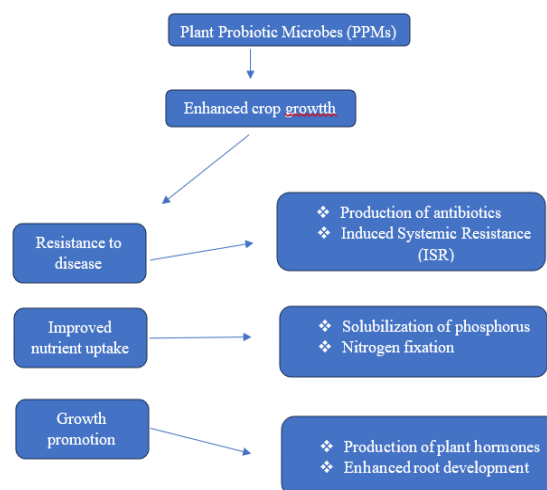 Plant Probiotic Microbes (PPMs)
Enhanced crop growtth
Resistance to
disease
❖ Production of antibiotics
❖ Induced Systemic Resistance
(ISR)
Improved
nutrient uptake
❖ Solubilization of phosphorus
❖ Nitrogen fixation
Growth
promotion
❖ Production of plant hormones
❖ Enhanced root development